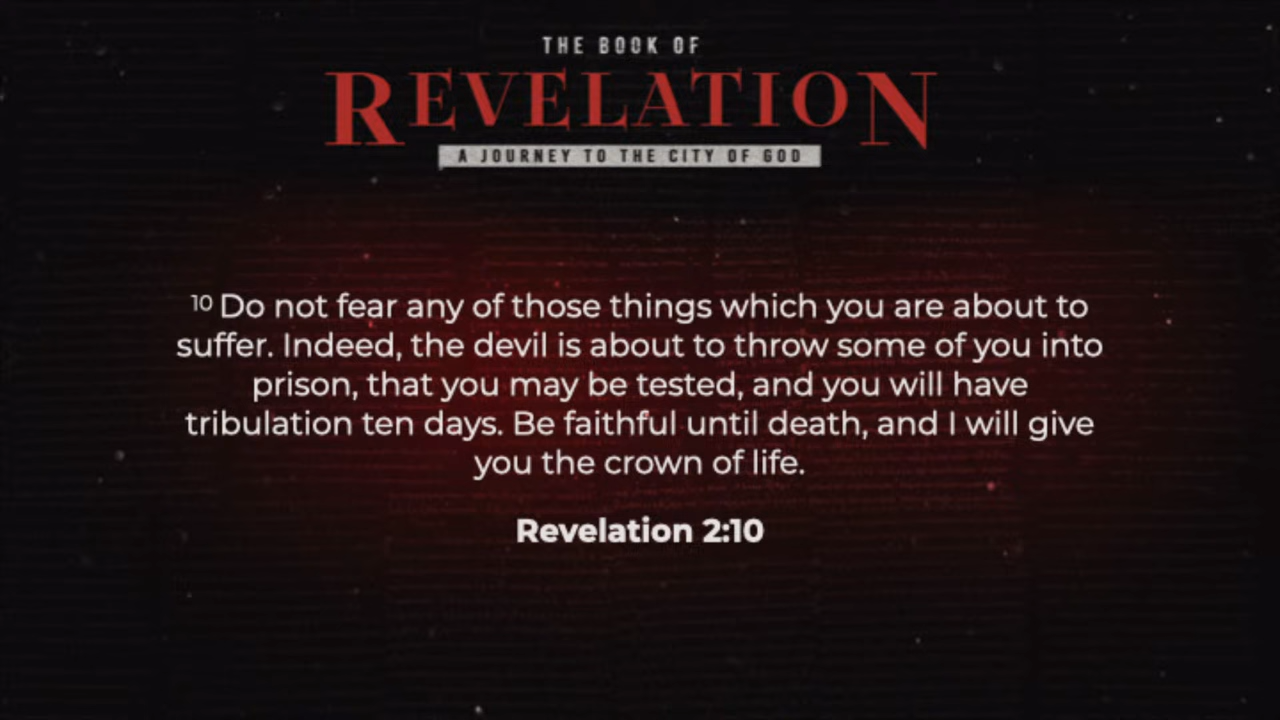 THE BOOK OF
REVELATION
A JOURNEY TO THE CITY OF GOD
10 Do not fear any of those things which you are about to
suffer. Indeed, the devil is about to throw some of you into
prison, that you may be tested, and you will have
tribulation ten days. Be faithful until death, and I will give
you the crown of life.
Revelation 2:10